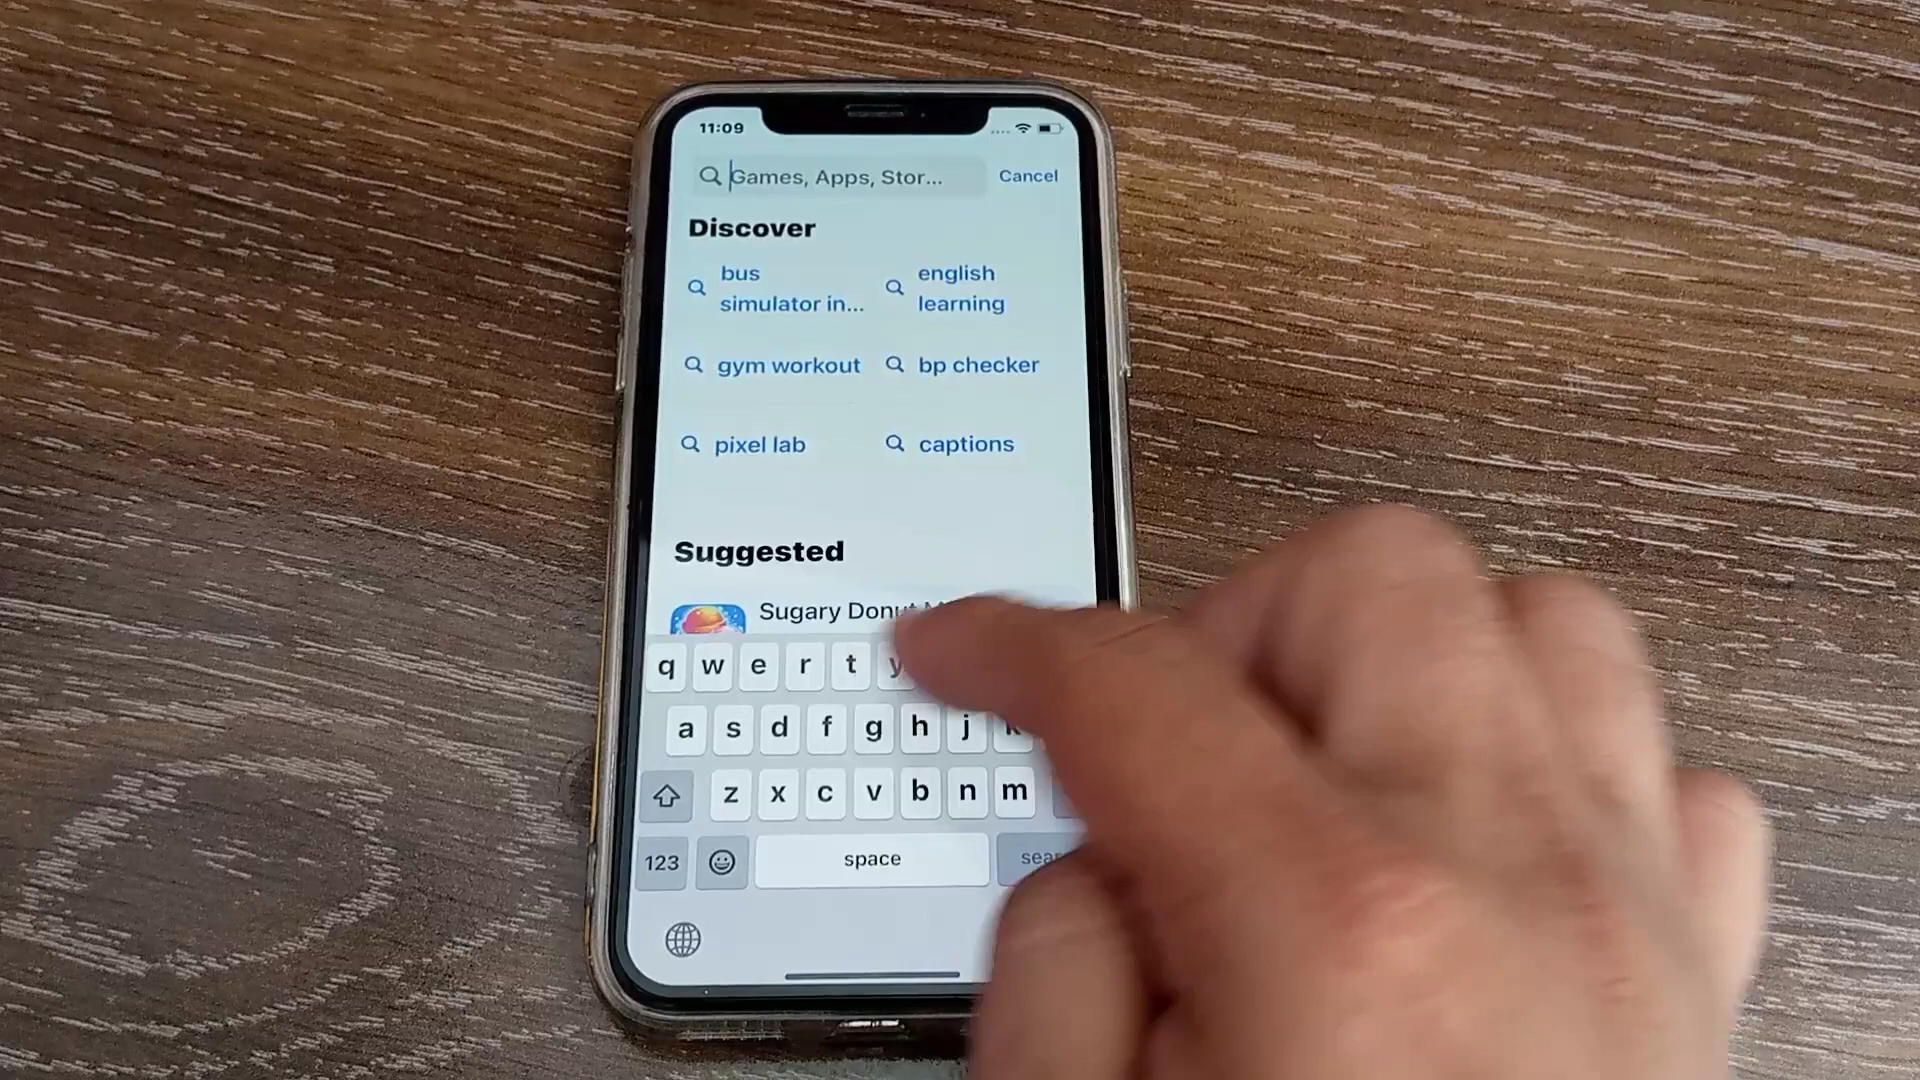 11:09
Games, Apps, Stor...
Cancel
Discover
bus
simulator in...
english
learning
gym workout
bp checker
pixel lab
captions
Suggested
Sugary Donut
q w e r t y
a s d f g h j k
z x c v b n m
123
space